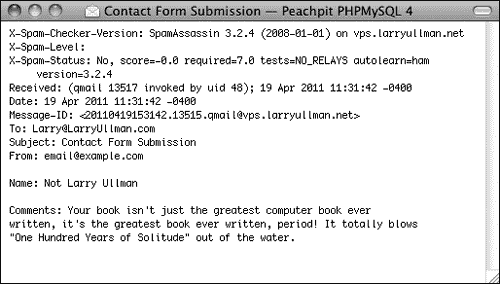 Contact Form Submission — Peachpit PHPMySQL 4
X-Spam-Checker-Version: SpamAssassin 3.2.4 (2008-01-01) on vps.larryullman.net
X-Spam-Level:
X-Spam-Status: No, score=-0.0 required=7.0 tests=NO_RELAYS autolearn=ham
version=3.2.4
Received: (qmail 13517 invoked by uid 48); 19 Apr 2011 11:31:42 -0400
Date: 19 Apr 2011 11:31:42 -0400
Message-ID: <20110419153142.13515.qmail@vps.larryullman.net>
To: Larry@LarryUllman.com
Subject: Contact Form Submission
From: email@example.com
Name: Not Larry Ullman
Comments: Your book isn't just the greatest computer book ever
written, it's the greatest book ever written, period! It totally blows
"One Hundred Years of Solitude" out of the water.